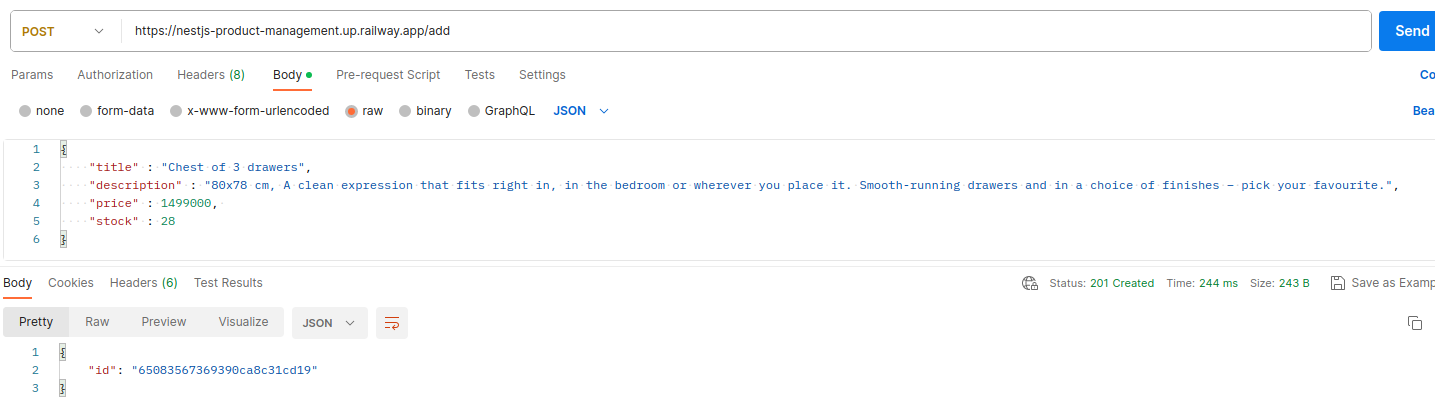 POST https://nestjs-product-management.up.railway.app/add Send
Params Authorization Headers (8) Body Pre-request Script Tests Settings Co
none form-data x-www-form-urlencoded raw binary GraphQL JSON Bea
1 {
2 "title" : "Chest of 3 drawers",
3 "description" : "80x78 cm, A clean expression that fits right in, in the bedroom or wherever you place it. Smooth-running drawers and in a choice of finishes – pick your favourite.",
4 "price" : 1499000,
5 "stock" : 28
6 }
Body Cookies Headers (6) Test Results Status: 201 Created Time: 244 ms Size: 243 B Save as Examp
Pretty Raw Preview Visualize JSON
1 {
2 "id": "65083567369390ca8c31cd19"
3 }